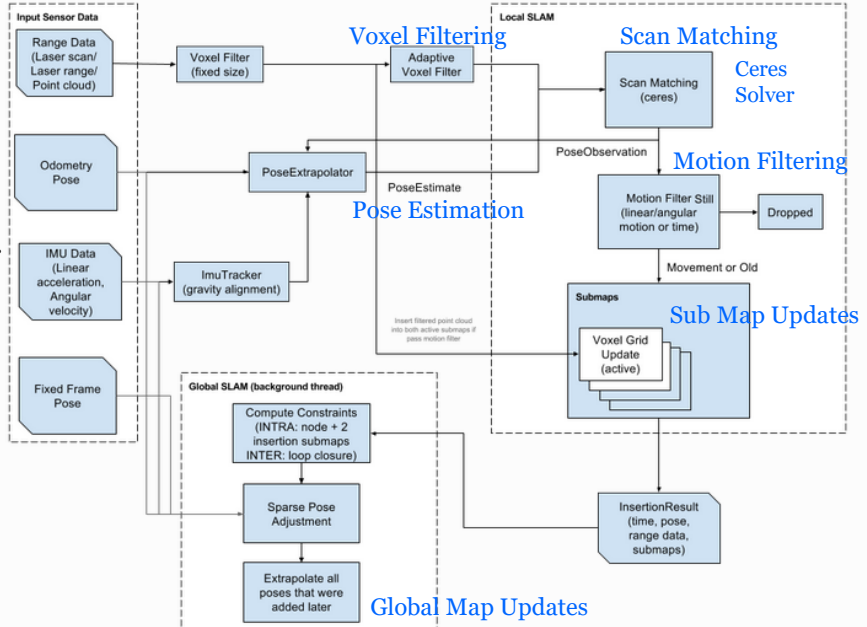 Input Sensor Data
Range Data
(Laser scan/
Laser range/
Point cloud)
Voxel Filter
(fixed size)
Voxel Filtering
Adaptive
Voxel Filter
Local SLAM
Scan Matching
Scan Matching
(ceres)
Ceres
Solver
Odometry
Pose
PoseExtrapolator
PoseEstimate
Pose Estimation
PoseObservation
Motion Filtering
Motion Filter
(linear/angular
motion or time)
Still
Dropped
IMU Data
(Linear
acceleration,
Angular
velocity)
ImuTracker
(gravity alignment)
Movement or Old
Submaps
Sub Map Updates
Insert filtered point cloud
into both active submaps if
pass motion filter
Voxel Grid
Update
(active)
Fixed Frame
Pose
Global SLAM (background thread)
Compute Constraints
(INTRA: node + 2
insertion submaps
INTER: loop closure)
Sparse Pose
Adjustment
Extrapolate all
poses that were
added later
Global Map Updates
InsertionResult
(time, pose,
range data,
submaps)